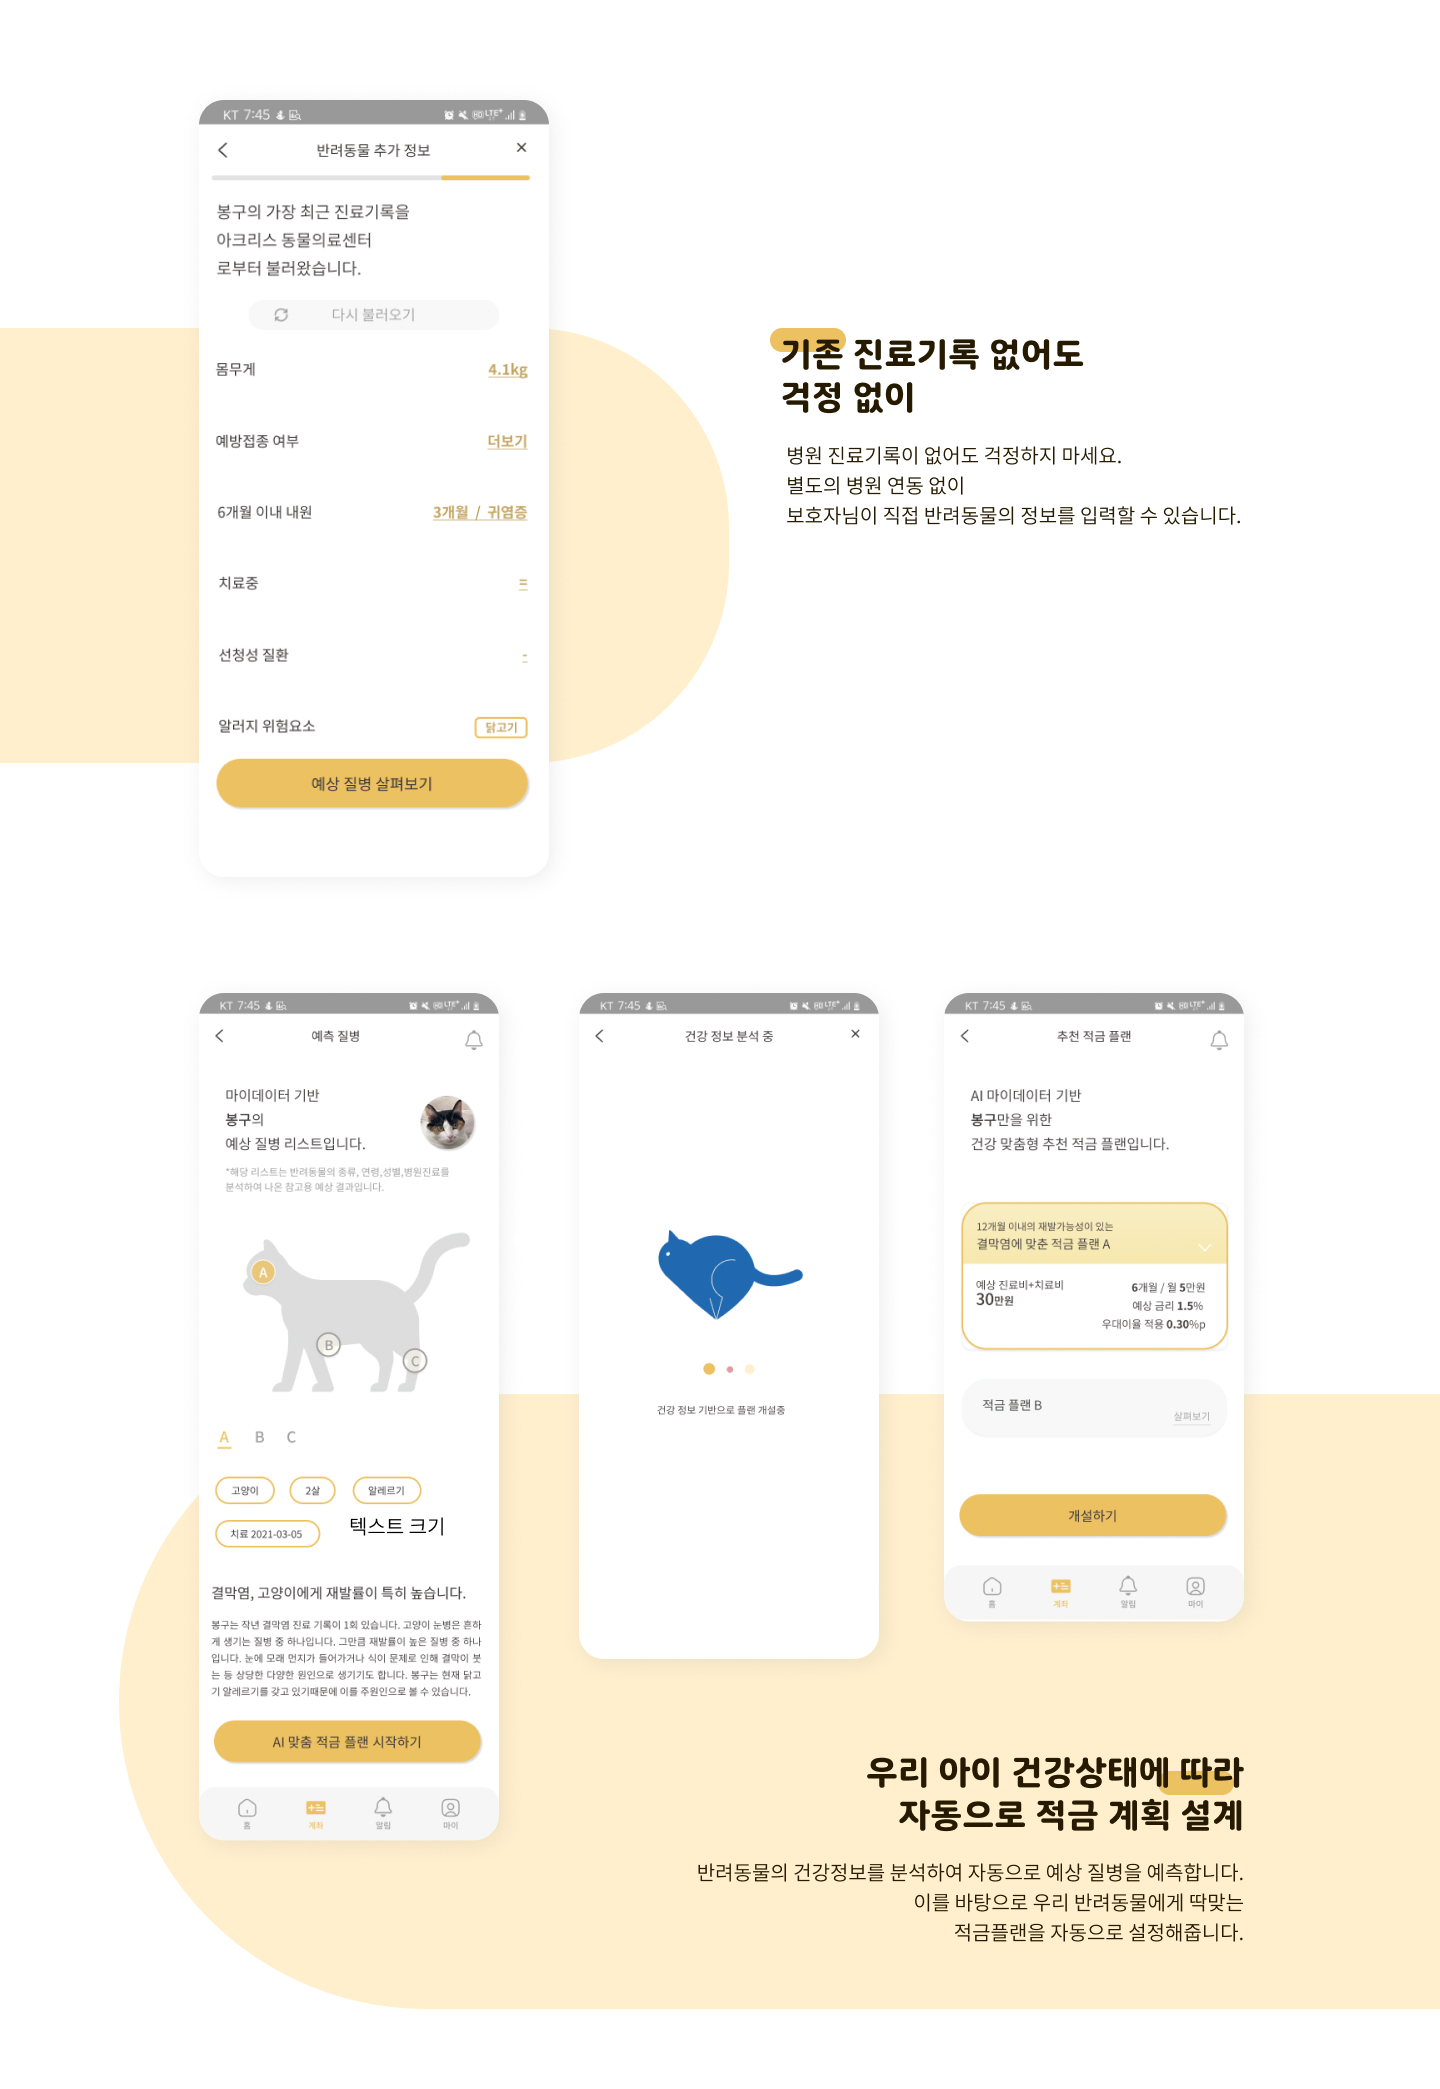 KT 7:45
LTE+
반려동물 추가 정보
봉구의 가장 최근 진료기록을
아크리스 동물의료센터
로부터 불러왔습니다.
다시 불러오기
몸무게 4.1kg
예방접종 여부 더보기
6개월 이내 내원 3개월 / 귀염증
치료중 =
선청성 질환 -
알러지 위험요소 닭고기
예상 질병 살펴보기
기존 진료기록 없어도
걱정 없이
병원 진료기록이 없어도 걱정하지 마세요.
별도의 병원 연동 없이
보호자님이 직접 반려동물의 정보를 입력할 수 있습니다.
KT 7:45
LTE+
예측 질병
마이데이터 기반
봉구의
예상 질병 리스트입니다.
*해당 리스트는 반려동물의 종류, 연령,성별,병원진료를
분석하여 나온 참고용 예상 결과입니다.
A
B
C
A B C
고양이 2살 알레르기
치료 2021-03-05 텍스트 크기
결막염, 고양이에게 재발률이 특히 높습니다.
봉구는 작년 결막염 진료 기록이 1회 있습니다. 고양이 눈병은 흔하
게 생기는 질병 중 하나입니다. 그만큼 재발률이 높은 질병 중 하나
입니다. 눈에 모래 먼지가 들어가거나 식이 문제로 인해 결막이 붓
는 등 상당한 다양한 원인으로 생기기도 합니다. 봉구는 현재 닭고
기 알레르기를 갖고 있기때문에 이를 주원인으로 볼 수 있습니다.
AI 맞춤 적금 플랜 시작하기
홈 계좌 알림 마이
KT 7:45
LTE+
건강 정보 분석 중
건강 정보 기반으로 플랜 개설중
KT 7:45
LTE+
추천 적금 플랜
AI 마이데이터 기반
봉구만을 위한
건강 맞춤형 추천 적금 플랜입니다.
12개월 이내의 재발가능성이 있는
결막염에 맞춘 적금 플랜 A
예상 진료비+치료비
30만원
6개월 / 월 5만원
예상 금리 1.5%
우대이율 적용 0.30%p
적금 플랜 B
살펴보기
개설하기
홈 계좌 알림 마이
우리 아이 건강상태에 따라
자동으로 적금 계획 설계
반려동물의 건강정보를 분석하여 자동으로 예상 질병을 예측합니다.
이를 바탕으로 우리 반려동물에게 딱맞는
적금플랜을 자동으로 설정해줍니다.